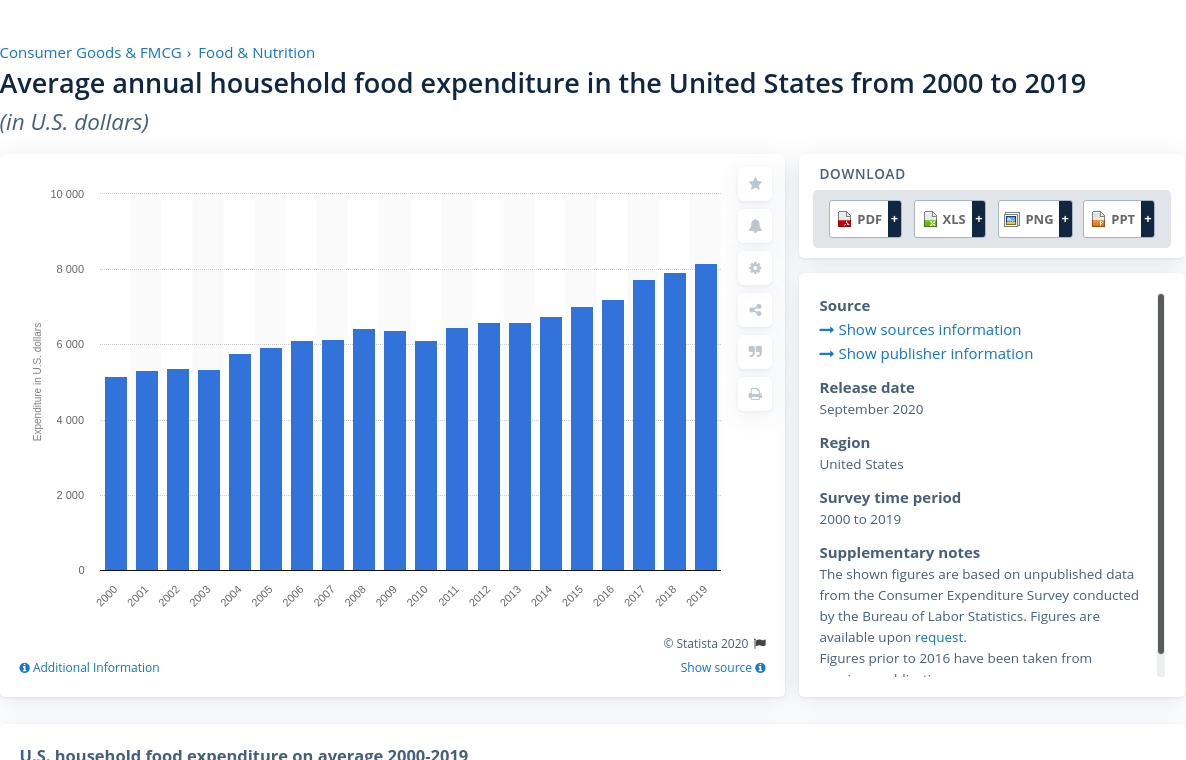 Consumer Goods & FMCG › Food & Nutrition
Average annual household food expenditure in the United States from 2000 to 2019
(in U.S. dollars)
10 000
8 000
6 000
4 000
2 000
0
Expenditure in U.S. dollars
2000 2001 2002 2003 2004 2005 2006 2007 2008 2009 2010 2011 2012 2013 2014 2015 2016 2017 2018 2019
© Statista 2020
Additional Information
Show source
DOWNLOAD
PDF + XLS + PNG + PPT +
Source
Show sources information
Show publisher information
Release date
September 2020
Region
United States
Survey time period
2000 to 2019
Supplementary notes
The shown figures are based on unpublished data
from the Consumer Expenditure Survey conducted
by the Bureau of Labor Statistics. Figures are
available upon request.
Figures prior to 2016 have been taken from
U.S. household food expenditure on average 2000-2019